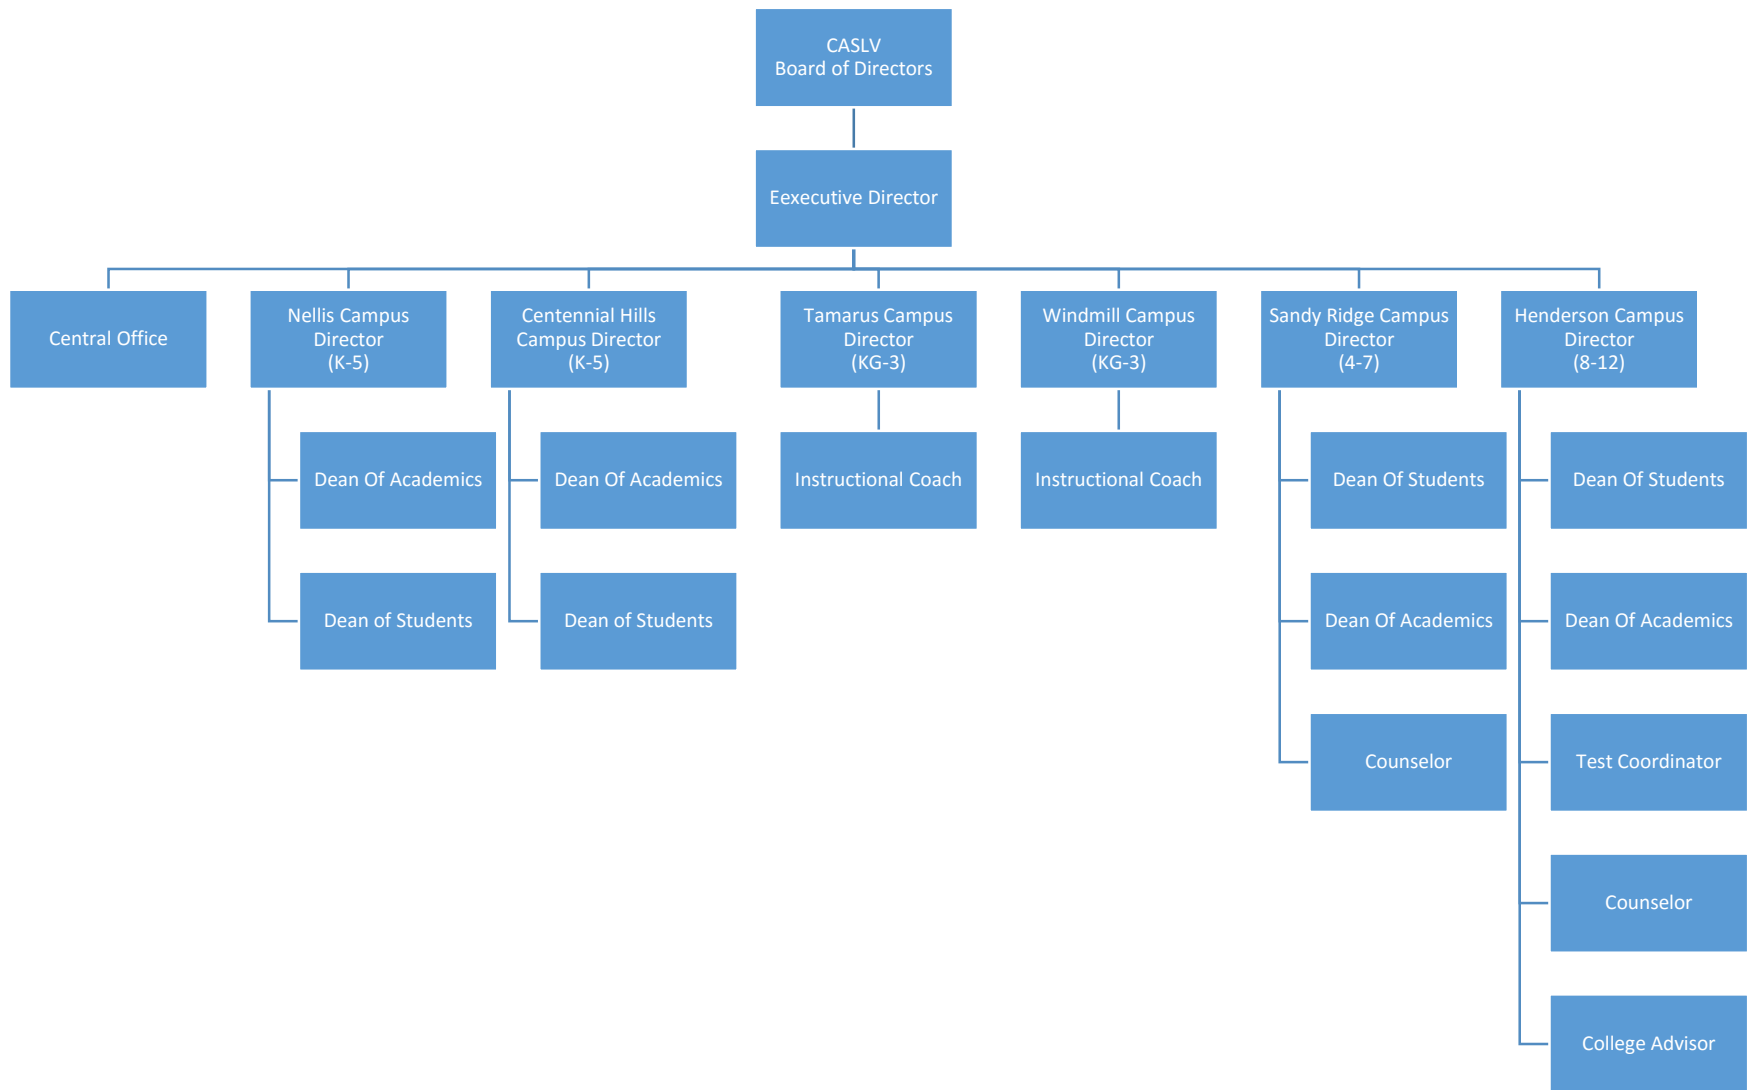 CASLV
Board of Directors
Eexecutive Director
Central Office
Nellis Campus
Director
(K-5)
Centennial Hills
Campus Director
(K-5)
Tamarus Campus
Director
(KG-3)
Windmill Campus
Director
(KG-3)
Sandy Ridge Campus
Director
(4-7)
Henderson Campus
Director
(8-12)
Dean Of Academics
Dean Of Academics
Instructional Coach
Instructional Coach
Dean Of Students
Dean Of Students
Dean of Students
Dean of Students
Dean Of Academics
Dean Of Academics
Counselor
Test Coordinator
Counselor
College Advisor